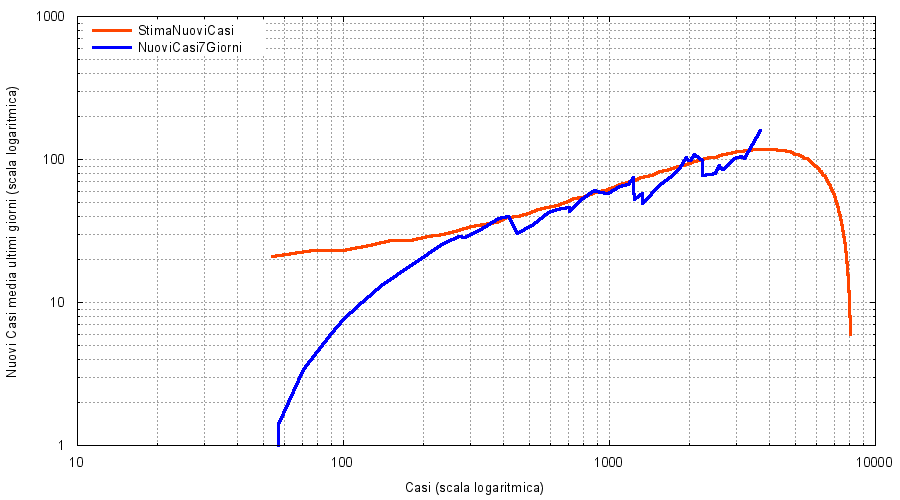 1000
StimaNuoviCasi
NuoviCasi7Giorni
100
10
1
10 100 1000 10000
Nuovi Casi media ultimi giorni (scala logaritmica)
Casi (scala logaritmica)